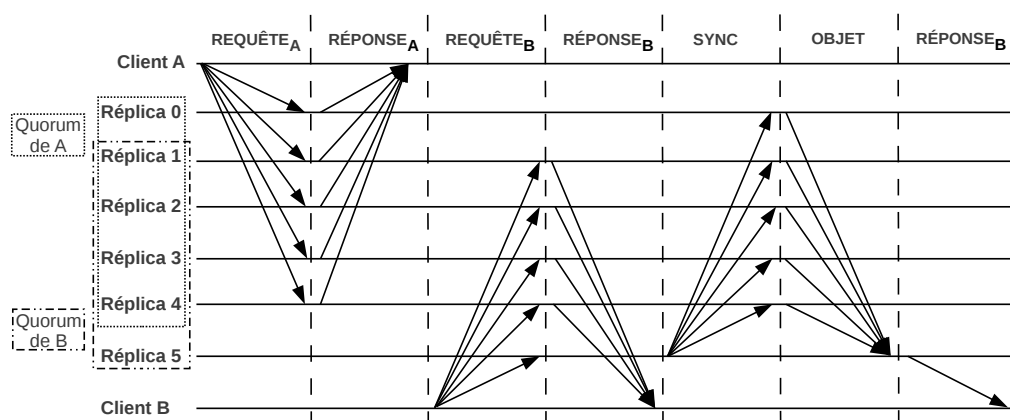 REQUÊTEA RÉPONSEA REQUÊTEB RÉPONSEB SYNC OBJET RÉPONSEB
Client A
Réplica 0
Quorum
de A
Réplica 1
Réplica 2
Réplica 3
Réplica 4
Quorum
de B
Réplica 5
Client B